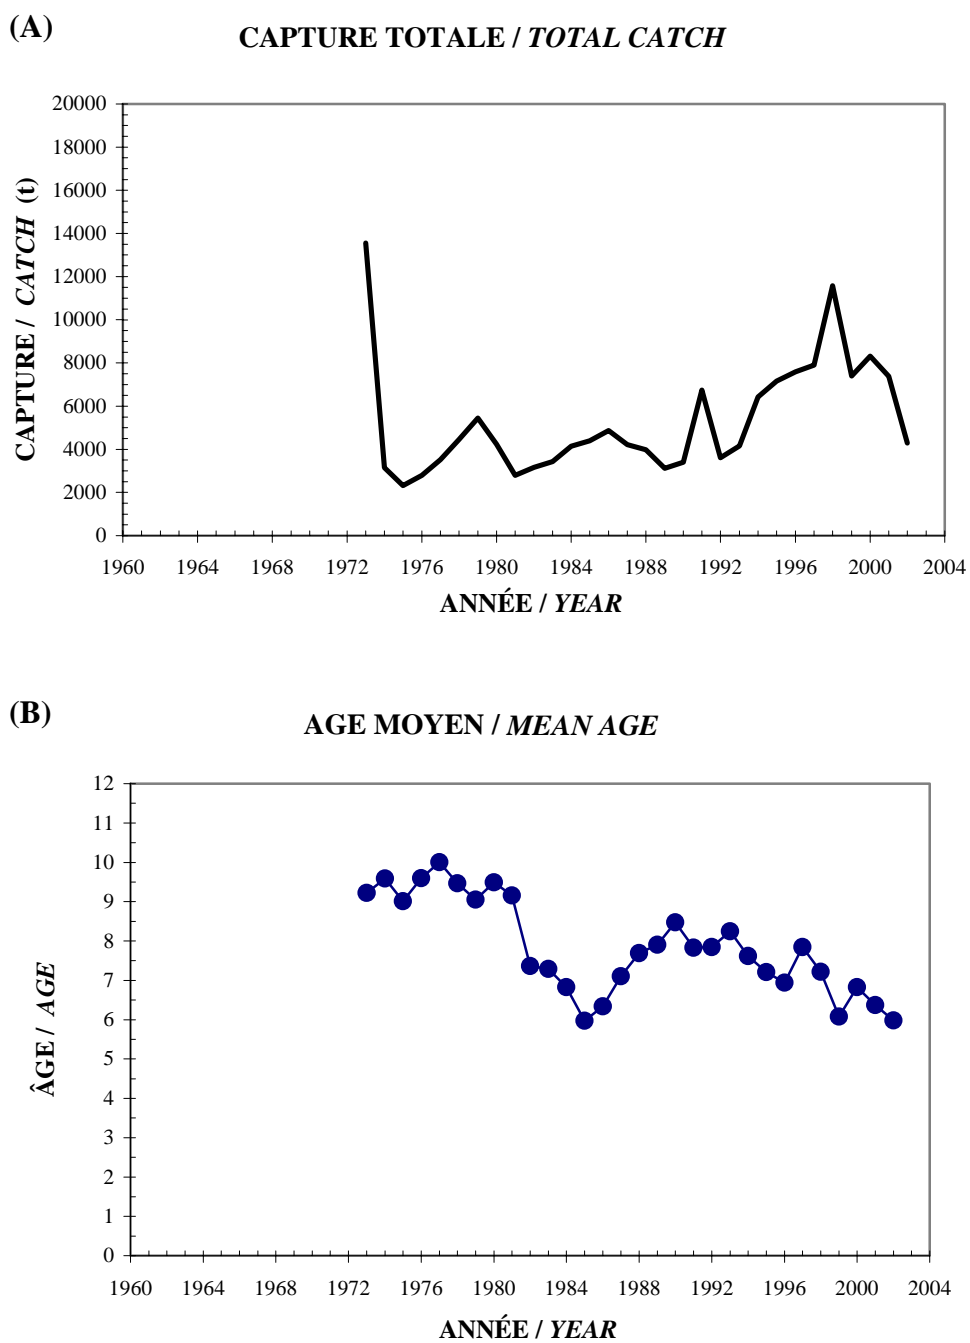 (A)
CAPTURE TOTALE / TOTAL CATCH
20000
18000
16000
14000
12000
10000
8000
6000
4000
2000
0
CAPTURE / CATCH (t)
1960 1964 1968 1972 1976 1980 1984 1988 1992 1996 2000 2004
ANNÉE / YEAR
(B)
AGE MOYEN / MEAN AGE
12
11
10
9
8
7
6
5
4
3
2
1
0
ÂGE / AGE
1960 1964 1968 1972 1976 1980 1984 1988 1992 1996 2000 2004
ANNÉE / YEAR